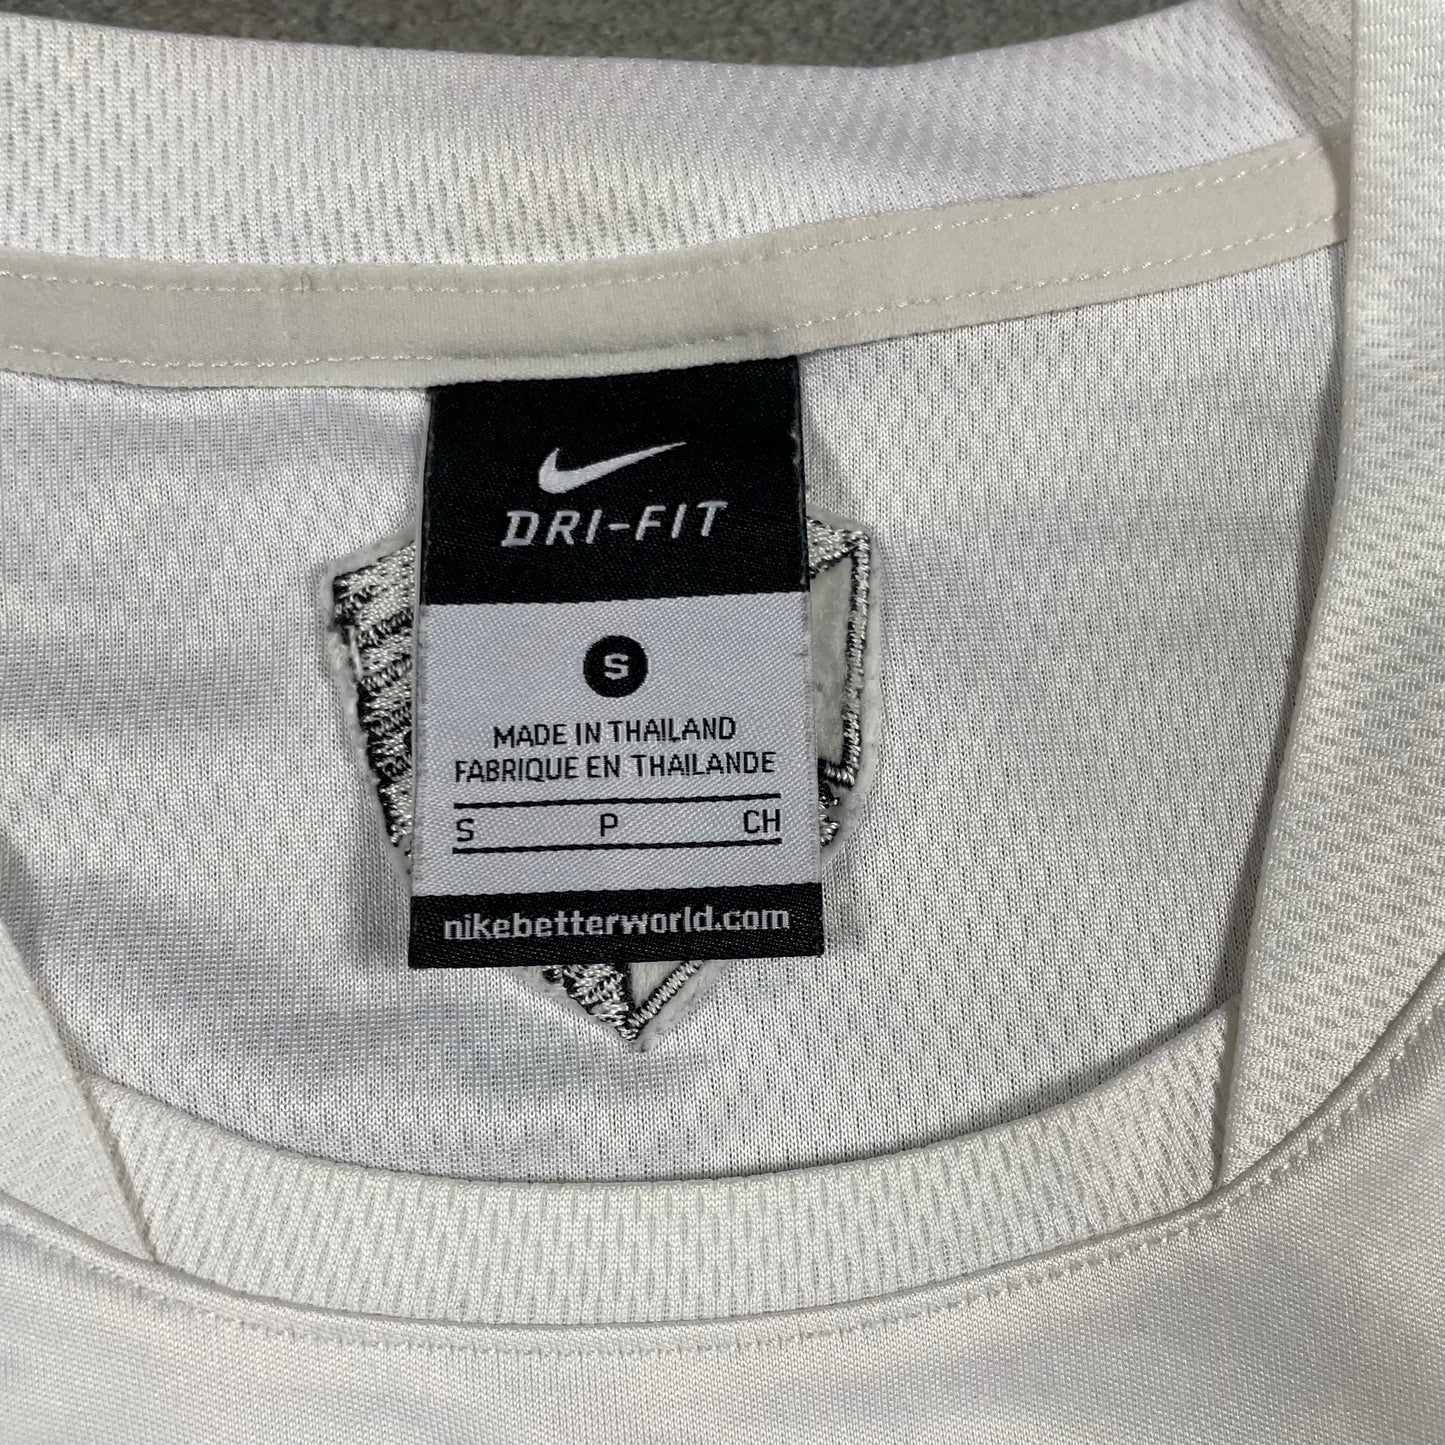 DRI-FIT
S
MADE IN THAILAND
FABRIQUE EN THAILANDE
S P CH
nikebetterworld.com